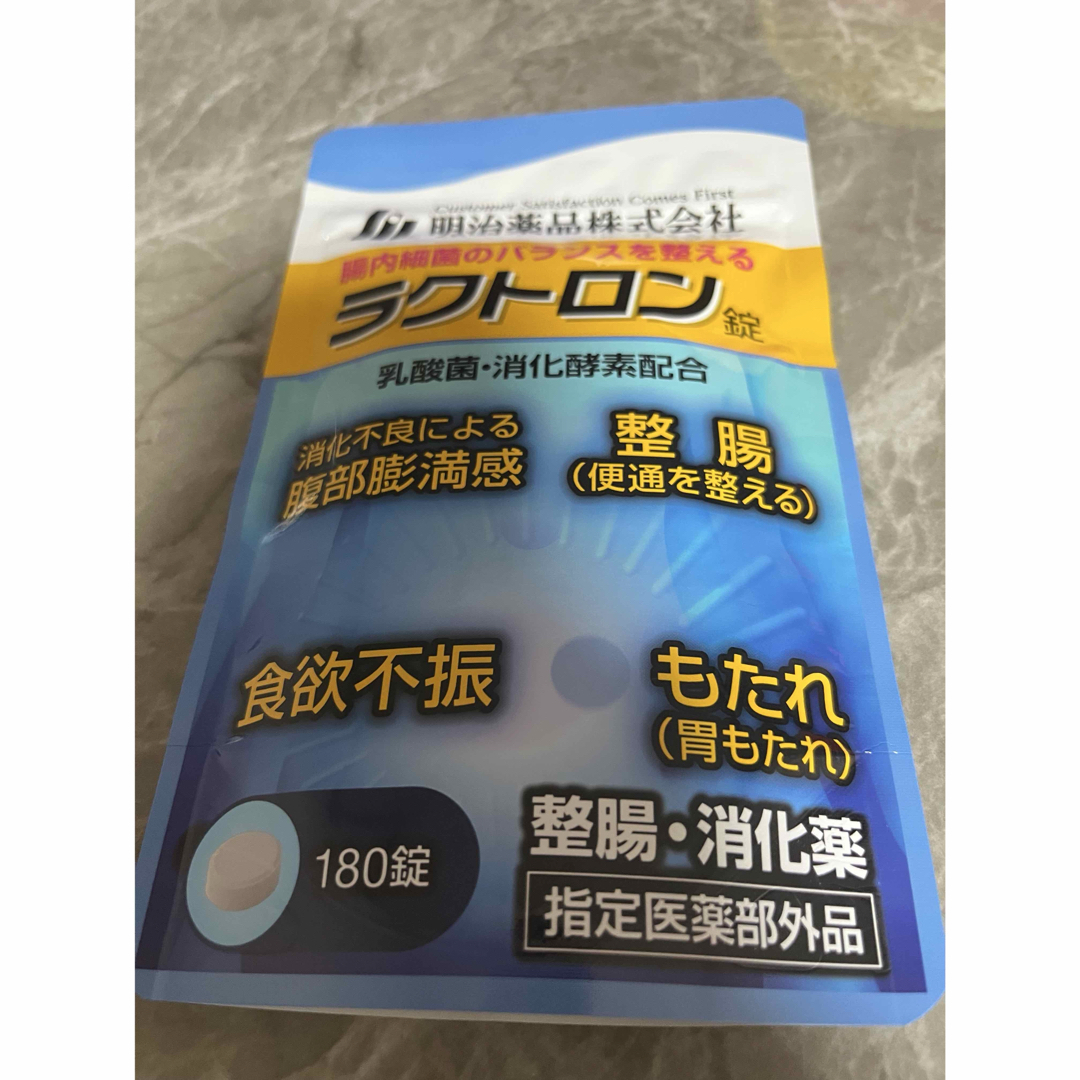 Customer Satisfaction Comes First
明治薬品株式会社
腸内細菌のバランスを整える
ラクトロン錠
乳酸菌・消化酵素配合
消化不良による
腹部膨満感
整腸
(便通を整える)
食欲不振
もたれ
(胃もたれ)
180錠
整腸・消化薬
指定医薬部外品